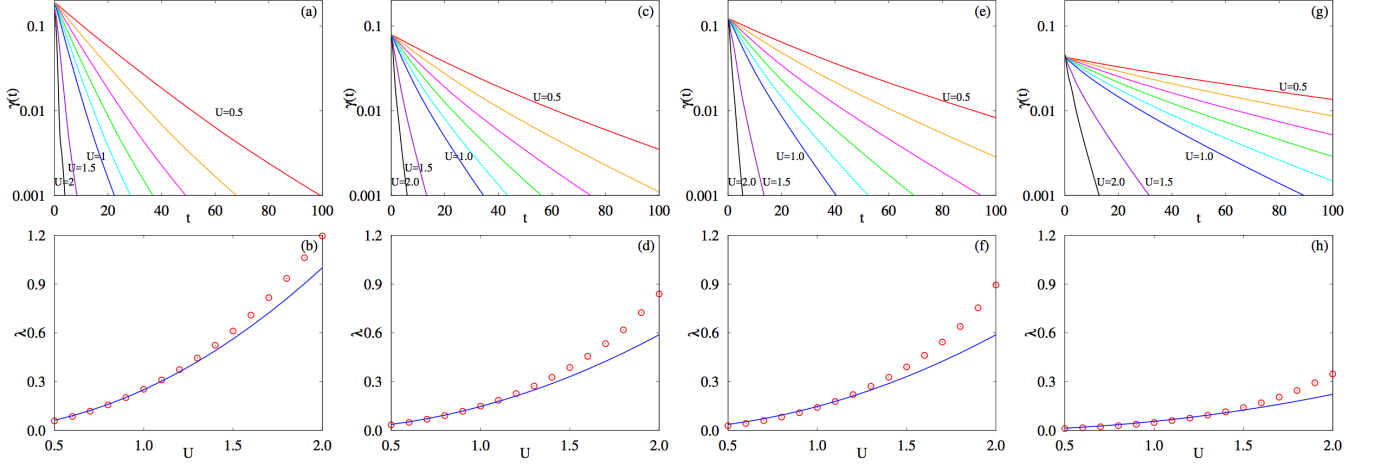 (a)
γ(t)
0.1
0.01
0.001
U=0.5
U=1
U=1.5
U=2
0 20 40 60 80 100
t
(c)
γ(t)
0.1
0.01
0.001
U=0.5
U=1.0
U=1.5
U=2.0
0 20 40 60 80 100
t
(e)
γ(t)
0.1
0.01
0.001
U=0.5
U=1.0
U=2.0 U=1.5
0 20 40 60 80 100
t
(g)
γ(t)
0.1
0.01
0.001
U=0.5
U=1.0
U=2.0 U=1.5
0 20 40 60 80 100
t
(b)
λ
1.2
0.9
0.6
0.3
0.0
0.5 1.0 1.5 2.0
U
(d)
λ
1.2
0.9
0.6
0.3
0.0
0.5 1.0 1.5 2.0
U
(f)
λ
1.2
0.9
0.6
0.3
0.0
0.5 1.0 1.5 2.0
U
(h)
λ
1.2
0.9
0.6
0.3
0.0
0.5 1.0 1.5 2.0
U